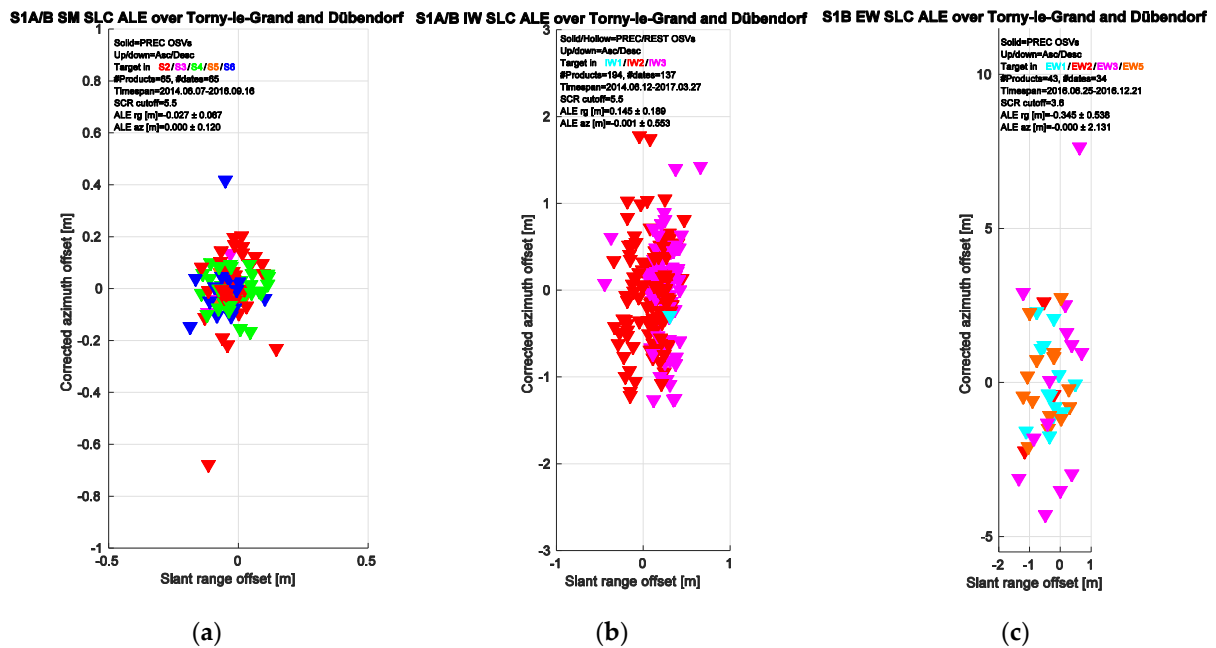 S1A/B SM SLC ALE over Torny-le-Grand and Dübendorf
Solid=PREC OSVs
Up/down=Asc/Desc
Target in S2/S3/S4/S5/S6
#Products=65, #dates=65
Timespan=2014.06.07-2016.09.16
SCR cutoff=5.5
ALE rg [m]=-0.027 ± 0.067
ALE az [m]=0.000 ± 0.120
1
0.8
0.6
0.4
0.2
0
-0.2
-0.4
-0.6
-0.8
-1
-0.5
0
0.5
Corrected azimuth offset [m]
Slant range offset [m]
(a)
S1A/B IW SLC ALE over Torny-le-Grand and Dübendorf
Solid/Hollow=PREC/REST OSVs
Up/down=Asc/Desc
Target in IW1/IW2/IW3
#Products=194, #dates=137
Timespan=2014.06.12-2017.03.27
SCR cutoff=5.5
ALE rg [m]=0.145 ± 0.189
ALE az [m]=-0.001 ± 0.553
3
2
1
0
-1
-2
-3
-1
0
1
Corrected azimuth offset [m]
Slant range offset [m]
(b)
S1B EW SLC ALE over Torny-le-Grand and Dübendorf
Solid=PREC OSVs
Up/down=Asc/Desc
Target in EW1/EW2/EW3/EW5
#Products=43, #dates=34
Timespan=2016.06.25-2016.12.21
SCR cutoff=3.6
ALE rg [m]=-0.345 ± 0.538
ALE az [m]=-0.000 ± 2.131
10
5
0
-5
-2
-1
0
1
Corrected azimuth offset [m]
Slant range offset [m]
(c)